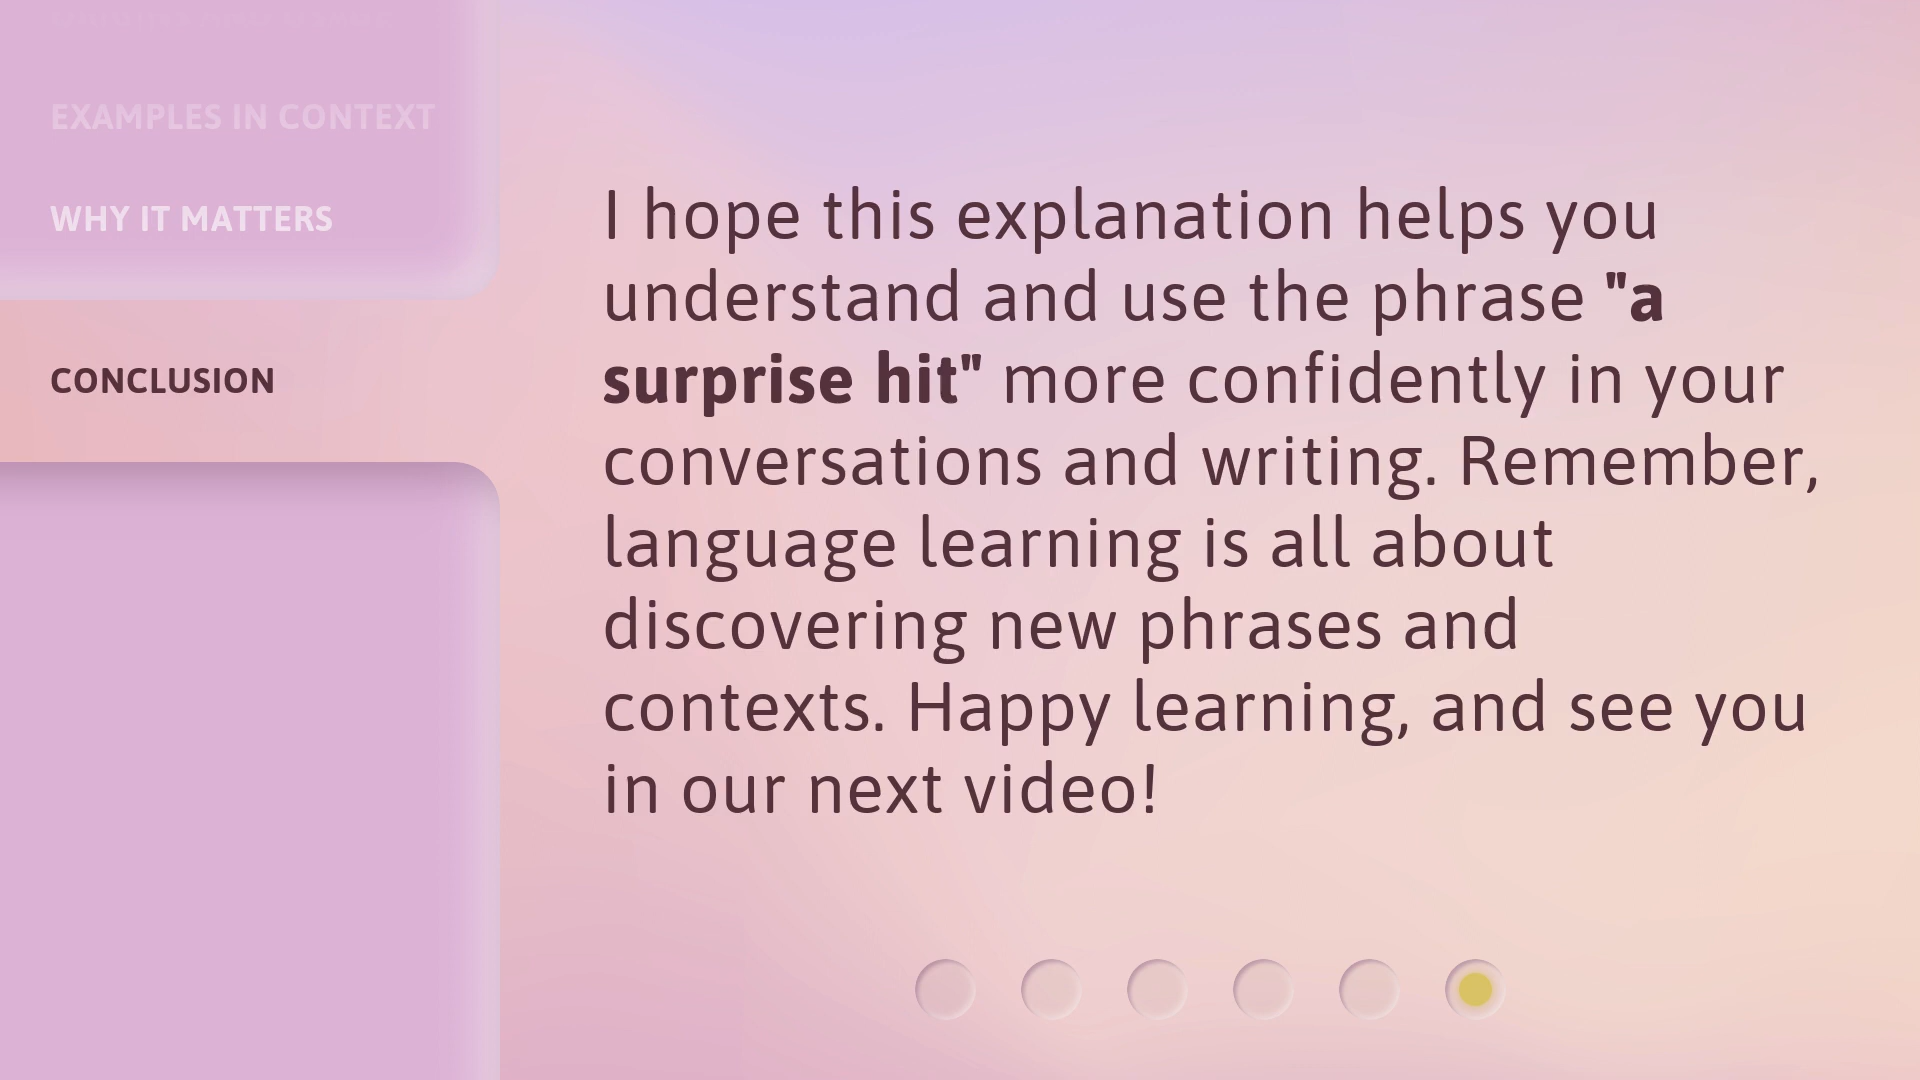 EXAMPLES IN CONTEXT
WHY IT MATTERS
CONCLUSION
I hope this explanation helps you
understand and use the phrase "a
surprise hit" more confidently in your
conversations and writing. Remember,
language learning is all about
discovering new phrases and
contexts. Happy learning, and see you
in our next video!